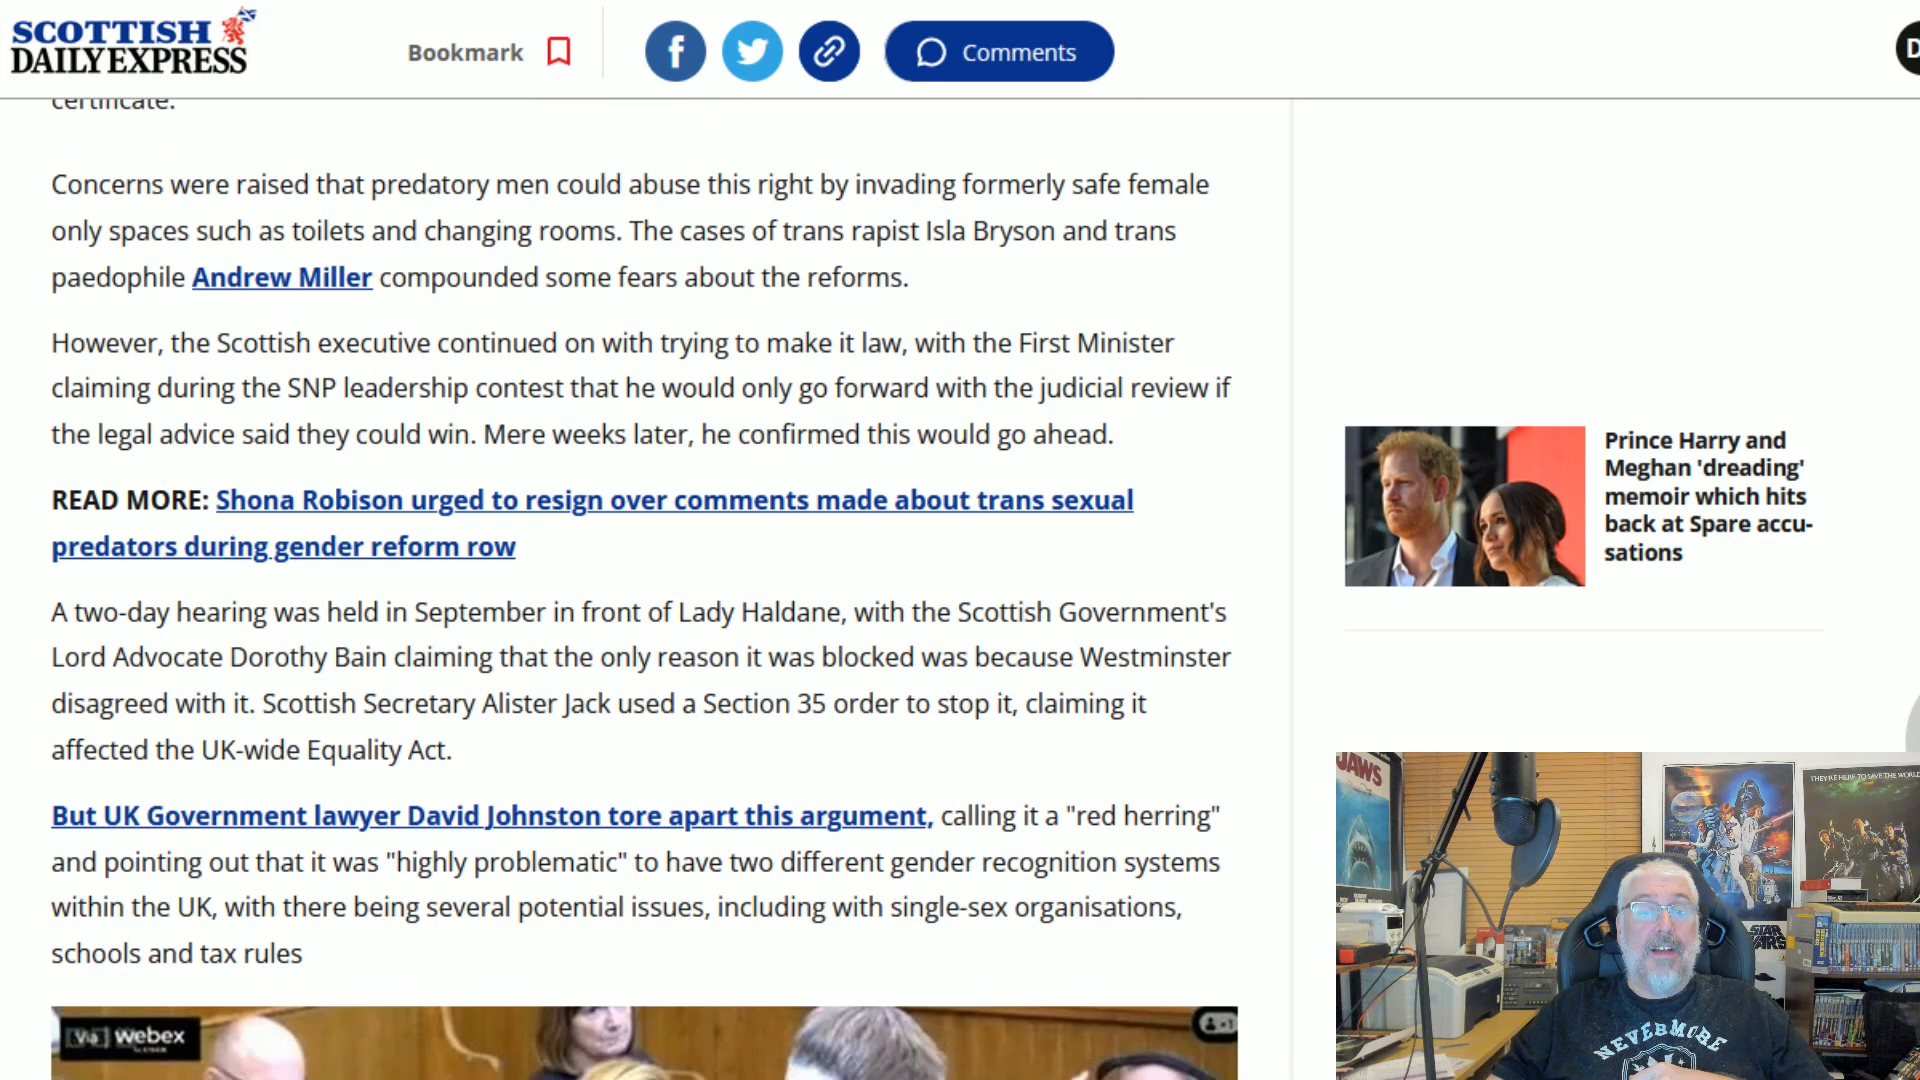 SCOTTISH
DAILY EXPRESS
Bookmark
Comments
D
certificate.
Concerns were raised that predatory men could abuse this right by invading formerly safe female
only spaces such as toilets and changing rooms. The cases of trans rapist Isla Bryson and trans
paedophile Andrew Miller compounded some fears about the reforms.
However, the Scottish executive continued on with trying to make it law, with the First Minister
claiming during the SNP leadership contest that he would only go forward with the judicial review if
the legal advice said they could win. Mere weeks later, he confirmed this would go ahead.
READ MORE: Shona Robison urged to resign over comments made about trans sexual
predators during gender reform row
A two-day hearing was held in September in front of Lady Haldane, with the Scottish Government's
Lord Advocate Dorothy Bain claiming that the only reason it was blocked was because Westminster
disagreed with it. Scottish Secretary Alister Jack used a Section 35 order to stop it, claiming it
affected the UK-wide Equality Act.
But UK Government lawyer David Johnston tore apart this argument, calling it a "red herring"
and pointing out that it was "highly problematic" to have two different gender recognition systems
within the UK, with there being several potential issues, including with single-sex organisations,
schools and tax rules
webex
Prince Harry and
Meghan 'dreading'
memoir which hits
back at Spare accu-
sations
JAWS
THEY'RE HERE TO SAVE THE WORLD
STAR
WARS
NEVERMORE